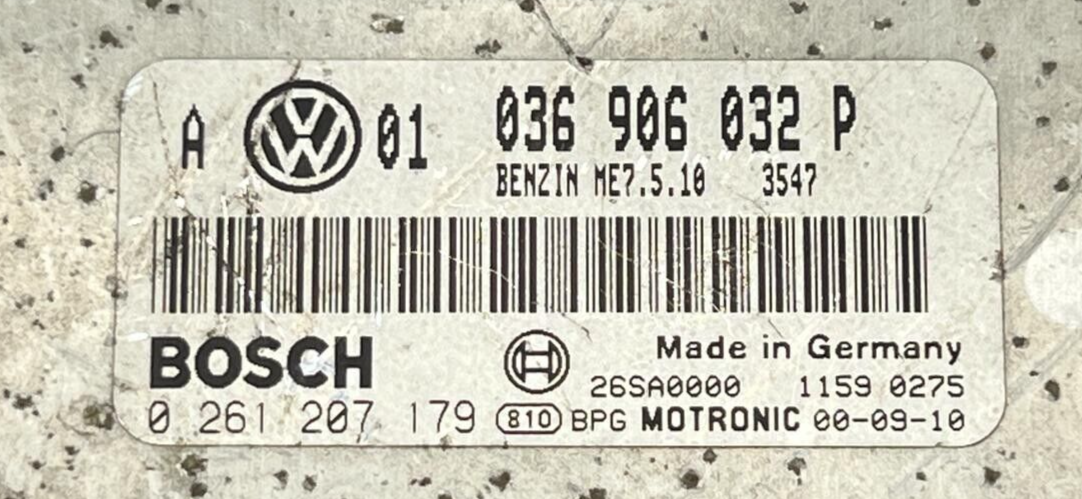 A VW 01 036 906 032 P
BENZIN ME7.5.10 3547
BOSCH
Made in Germany
26SA0000 1159 0275
0 261 207 179 810 BPG MOTRONIC 00-09-10